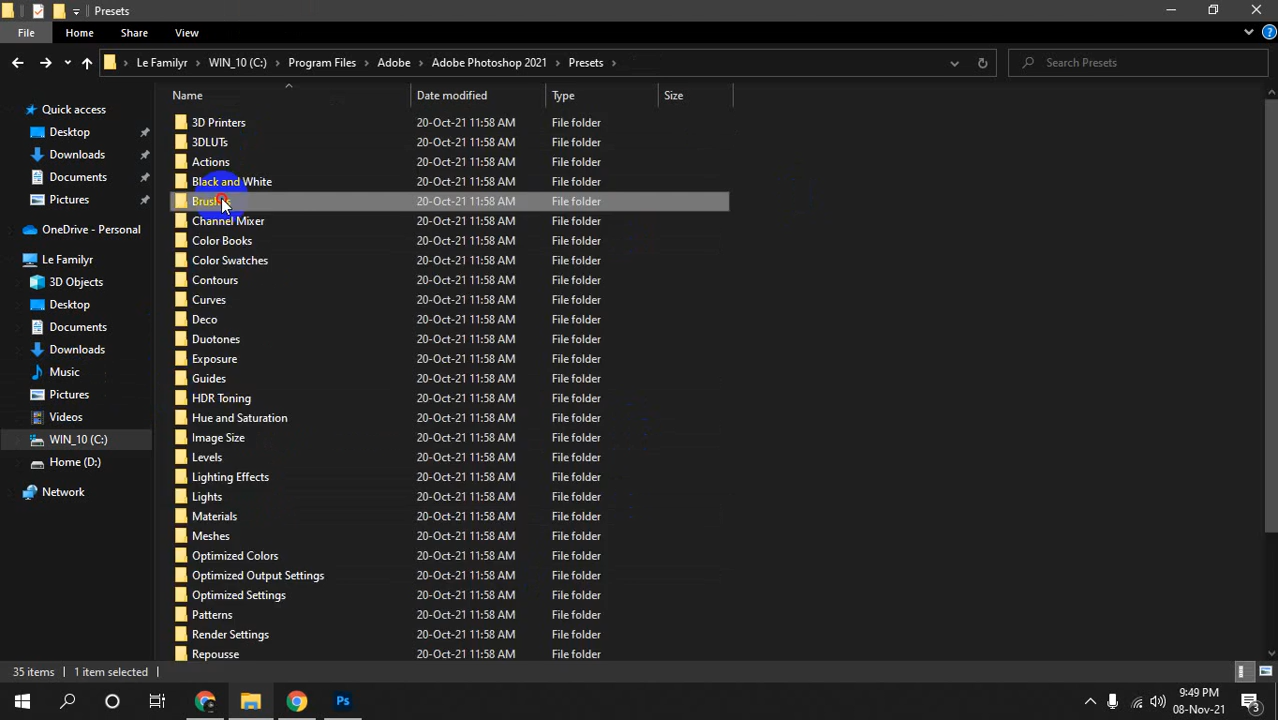 Presets
File Home Share View
Le Familyr WIN_10 (C:) Program Files Adobe Adobe Photoshop 2021 Presets
Search Presets
Name Date modified Type Size
Quick access
Desktop
Downloads
Documents
Pictures
OneDrive - Personal
Le Familyr
3D Objects
Desktop
Documents
Downloads
Music
Pictures
Videos
WIN_10 (C:)
Home (D:)
Network
3D Printers 20-Oct-21 11:58 AM File folder
3DLUTs 20-Oct-21 11:58 AM File folder
Actions 20-Oct-21 11:58 AM File folder
Black and White 20-Oct-21 11:58 AM File folder
Brushes 20-Oct-21 11:58 AM File folder
Channel Mixer 20-Oct-21 11:58 AM File folder
Color Books 20-Oct-21 11:58 AM File folder
Color Swatches 20-Oct-21 11:58 AM File folder
Contours 20-Oct-21 11:58 AM File folder
Curves 20-Oct-21 11:58 AM File folder
Deco 20-Oct-21 11:58 AM File folder
Duotones 20-Oct-21 11:58 AM File folder
Exposure 20-Oct-21 11:58 AM File folder
Guides 20-Oct-21 11:58 AM File folder
HDR Toning 20-Oct-21 11:58 AM File folder
Hue and Saturation 20-Oct-21 11:58 AM File folder
Image Size 20-Oct-21 11:58 AM File folder
Levels 20-Oct-21 11:58 AM File folder
Lighting Effects 20-Oct-21 11:58 AM File folder
Lights 20-Oct-21 11:58 AM File folder
Materials 20-Oct-21 11:58 AM File folder
Meshes 20-Oct-21 11:58 AM File folder
Optimized Colors 20-Oct-21 11:58 AM File folder
Optimized Output Settings 20-Oct-21 11:58 AM File folder
Optimized Settings 20-Oct-21 11:58 AM File folder
Patterns 20-Oct-21 11:58 AM File folder
Render Settings 20-Oct-21 11:58 AM File folder
Repousse 20-Oct-21 11:58 AM File folder
35 items 1 item selected
Ps
9:49 PM
08-Nov-21
3